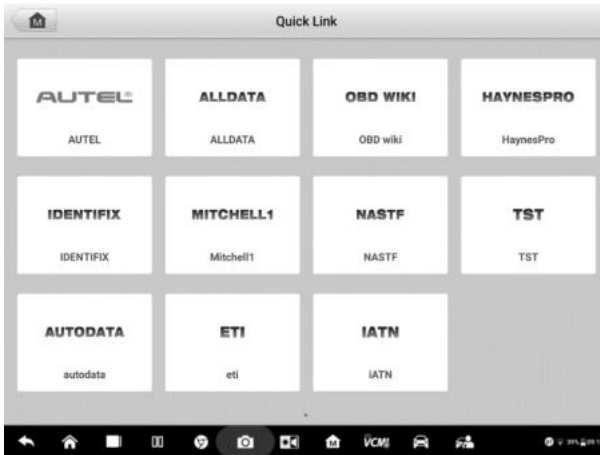 M
Quick Link
AUTEL
ALLDATA
OBD WIKI
HAYNESPRO
AUTEL
ALLDATA
OBD wiki
HaynesPro
IDENTIFIX
MITCHELL1
NASTF
TST
IDENTIFIX
Mitchell1
NASTF
TST
AUTODATA
ETI
IATN
autodata
eti
iATN
M
VCMI